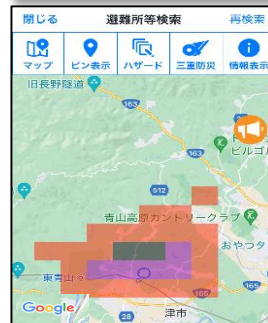 閉じる 避難所等検索 再検索
マップ ピン表示 ハザード 三重防災 情報表示
旧長野隧道
163
163
ビルゴル
512
青山高原カントリークラブ
おやつタ
東青山
165
165
Google
28
津市